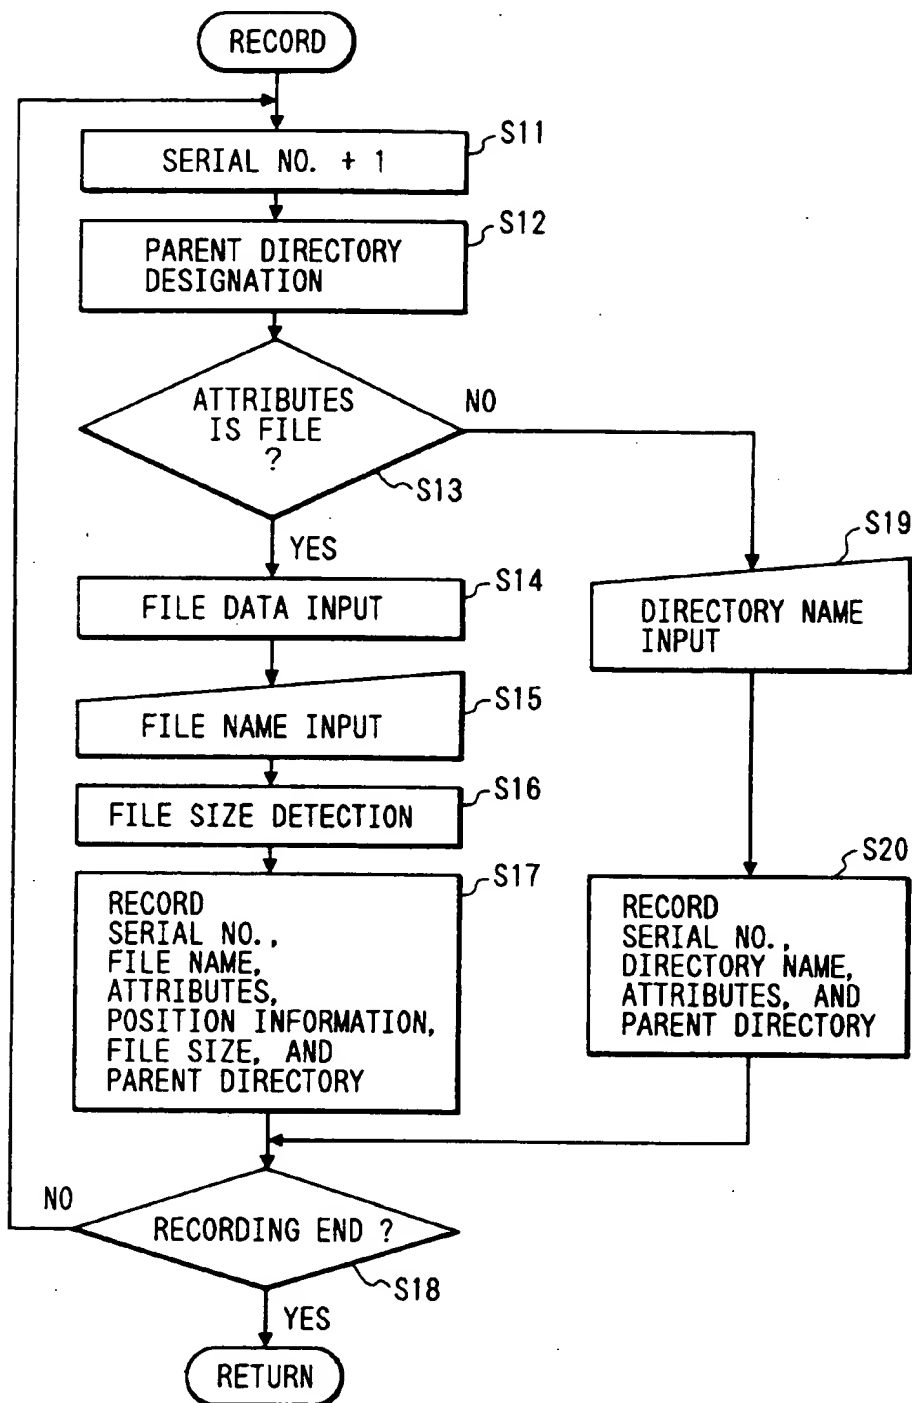 RECORD
S11
SERIAL NO. + 1
S12
PARENT DIRECTORY
DESIGNATION
ATTRIBUTES
IS FILE
?
NO
S13
YES
S14
FILE DATA INPUT
S15
FILE NAME INPUT
S16
FILE SIZE DETECTION
S17
RECORD
SERIAL NO.,
FILE NAME,
ATTRIBUTES,
POSITION INFORMATION,
FILE SIZE, AND
PARENT DIRECTORY
S19
DIRECTORY NAME
INPUT
S20
RECORD
SERIAL NO.,
DIRECTORY NAME,
ATTRIBUTES, AND
PARENT DIRECTORY
NO
RECORDING END ?
S18
YES
RETURN